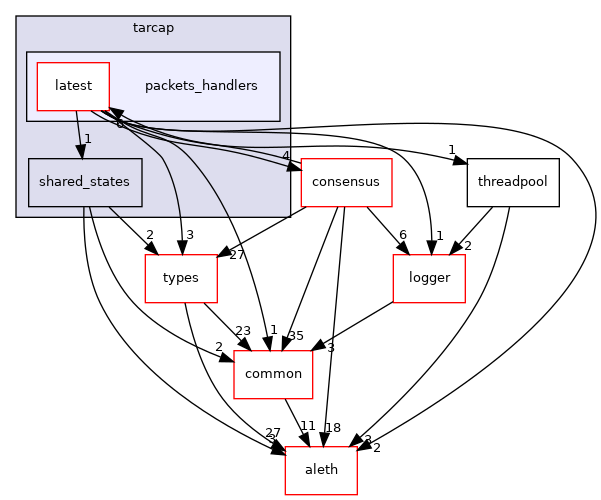 tarcap
latest
packets_handlers
1
4
1
shared_states
consensus
threadpool
2
3
27
6
1
2
types
logger
2
23
1
35
3
common
27
11
18
2
aleth